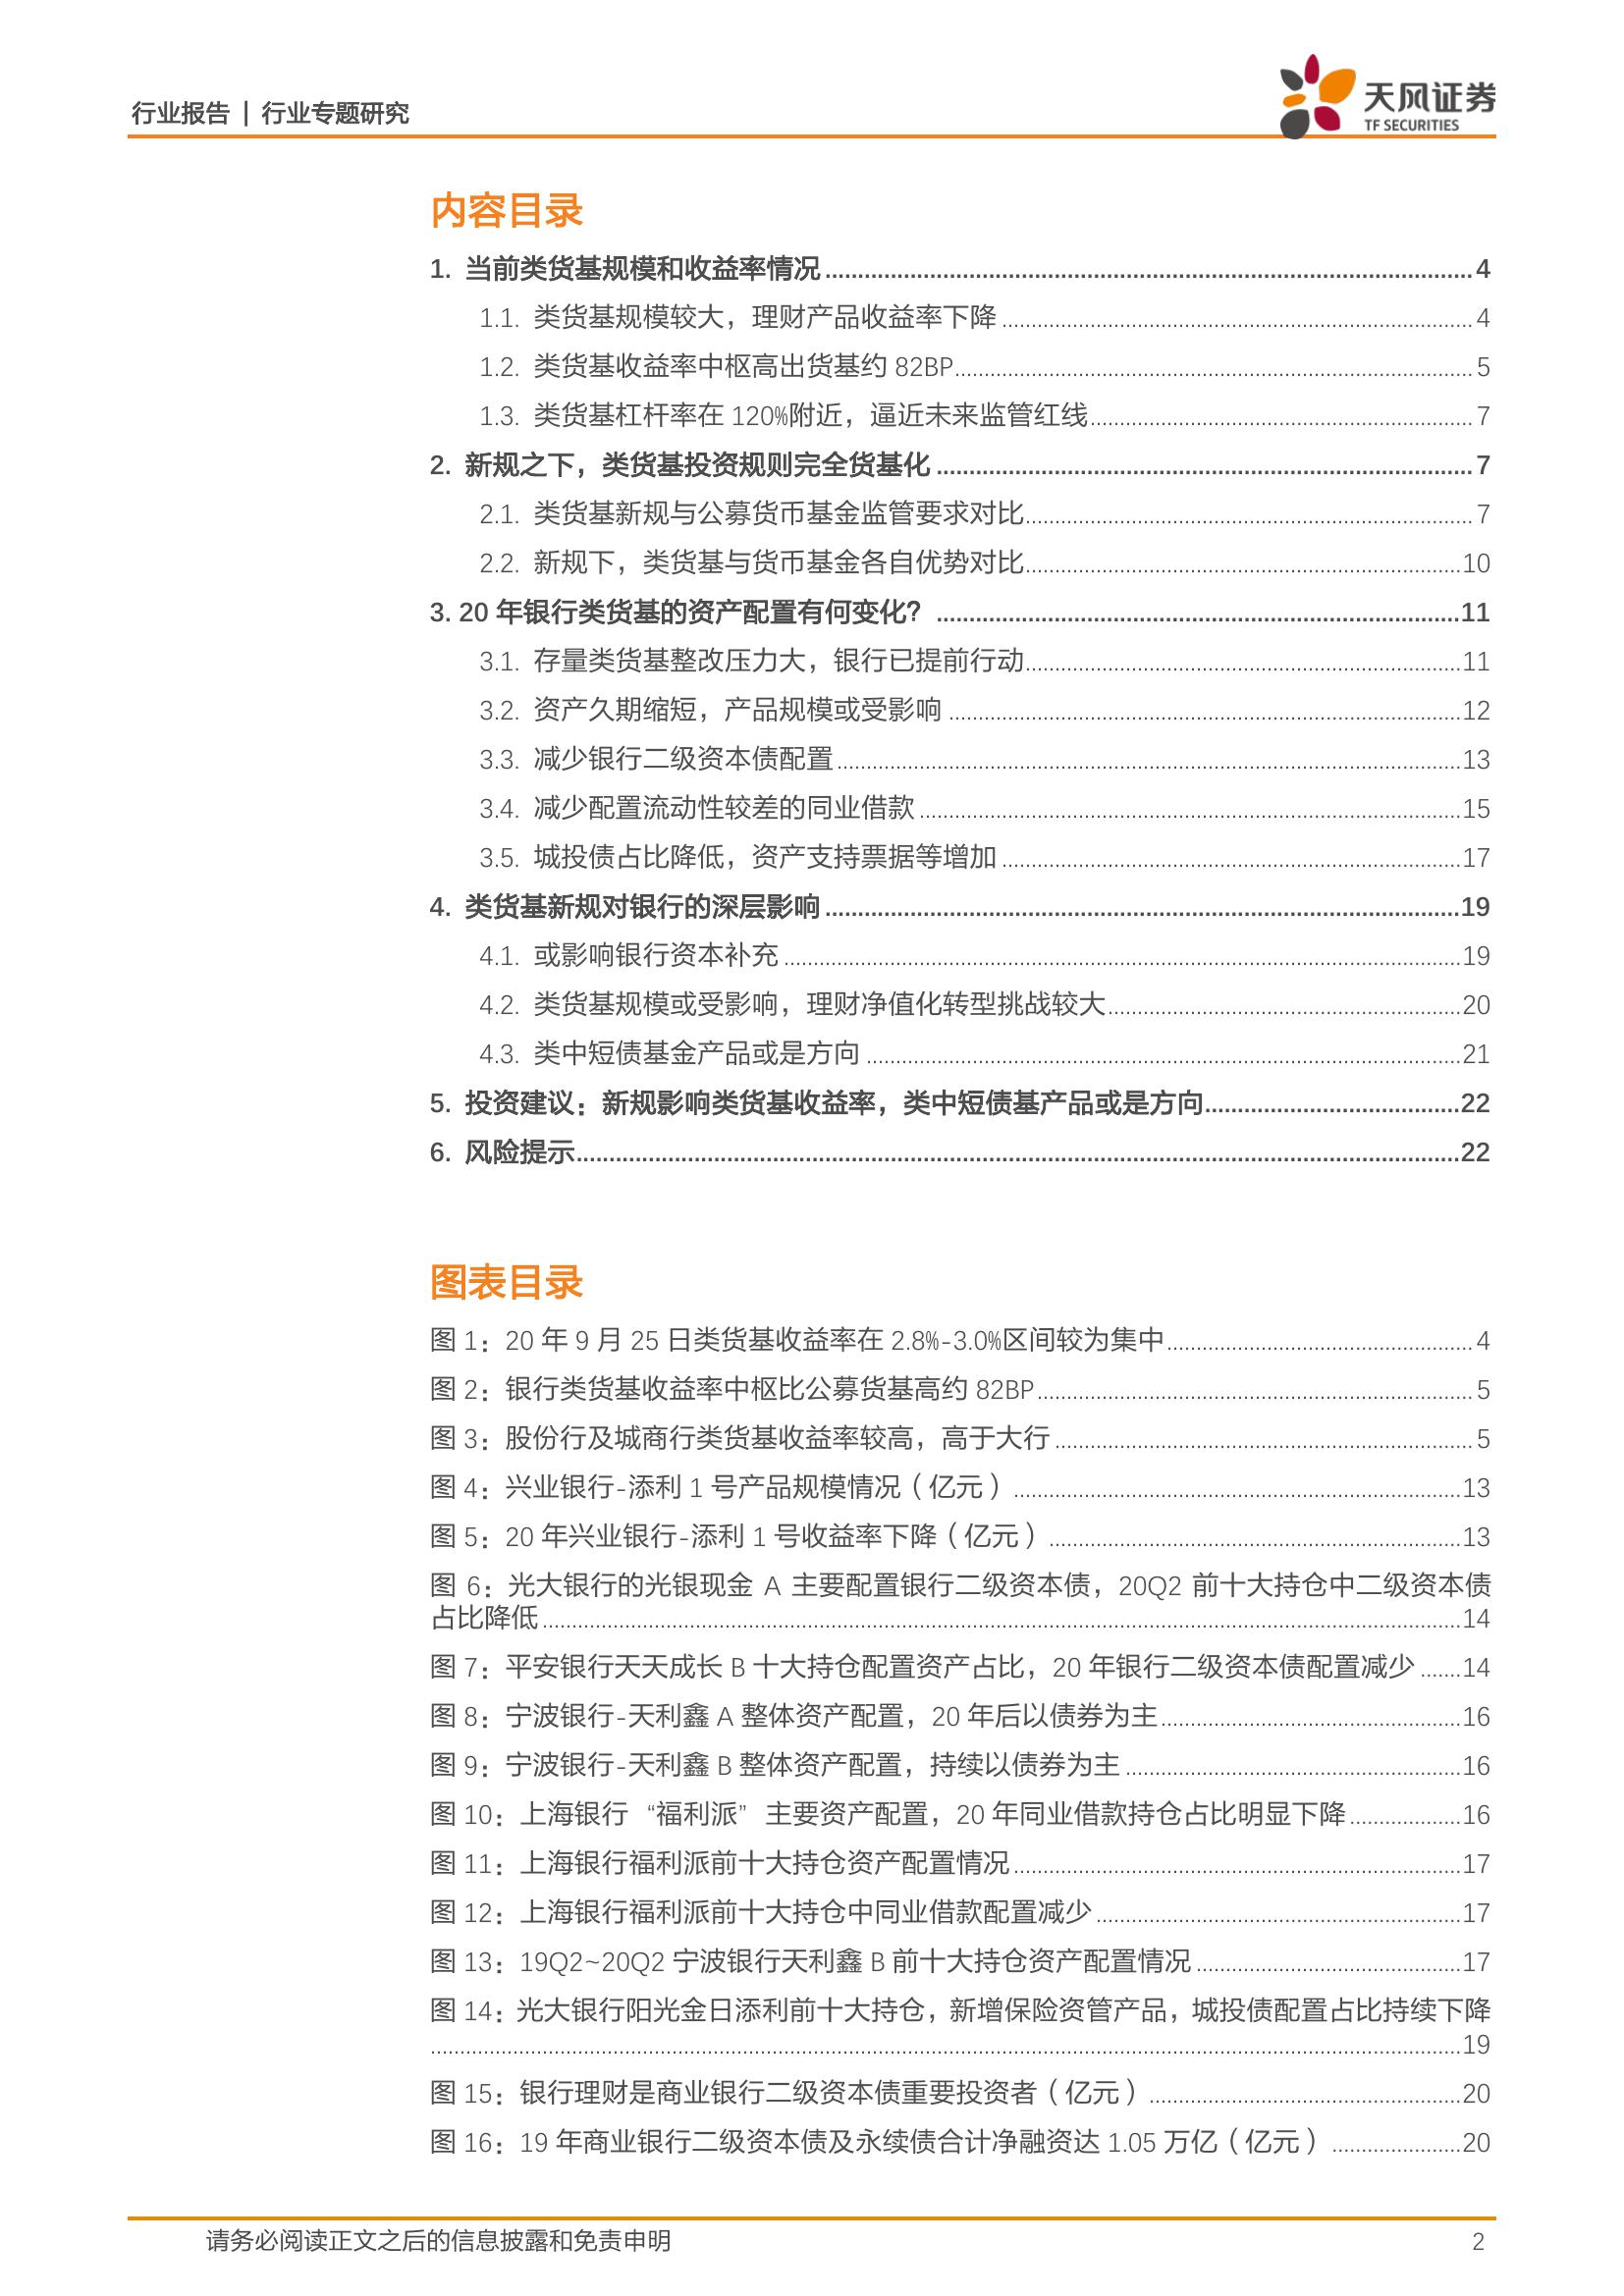 行业报告 | 行业专题研究
天风证券
TF SECURITIES
内容目录
1. 当前类货基规模和收益率情况 4
1.1. 类货基规模较大，理财产品收益率下降 4
1.2. 类货基收益率中枢高出货基约 82BP 5
1.3. 类货基杠杆率在 120%附近，逼近未来监管红线 7
2. 新规之下，类货基投资规则完全货基化 7
2.1. 类货基新规与公募货币基金监管要求对比 7
2.2. 新规下，类货基与货币基金各自优势对比 10
3. 20 年银行类货基的资产配置有何变化？ 11
3.1. 存量类货基整改压力大，银行已提前行动 11
3.2. 资产久期缩短，产品规模或受影响 12
3.3. 减少银行二级资本债配置 13
3.4. 减少配置流动性较差的同业借款 15
3.5. 城投债占比降低，资产支持票据等增加 17
4. 类货基新规对银行的深层影响 19
4.1. 或影响银行资本补充 19
4.2. 类货基规模或受影响，理财净值化转型挑战较大 20
4.3. 类中短债基金产品或是方向 21
5. 投资建议：新规影响类货基收益率，类中短债基产品或是方向 22
6. 风险提示 22
图表目录
图 1：20 年 9 月 25 日类货基收益率在 2.8%-3.0%区间较为集中 4
图 2：银行类货基收益率中枢比公募货基高约 82BP 5
图 3：股份行及城商行类货基收益率较高，高于大行 5
图 4：兴业银行-添利 1 号产品规模情况（亿元） 13
图 5：20 年兴业银行-添利 1 号收益率下降（亿元） 13
图 6：光大银行的光银现金 A 主要配置银行二级资本债，20Q2 前十大持仓中二级资本债
占比降低 14
图 7：平安银行天天成长 B 十大持仓配置资产占比，20 年银行二级资本债配置减少 14
图 8：宁波银行-天利鑫 A 整体资产配置，20 年后以债券为主 16
图 9：宁波银行-天利鑫 B 整体资产配置，持续以债券为主 16
图 10：上海银行“福利派”主要资产配置，20 年同业借款持仓占比明显下降 16
图 11：上海银行福利派前十大持仓资产配置情况 17
图 12：上海银行福利派前十大持仓中同业借款配置减少 17
图 13：19Q2~20Q2 宁波银行天利鑫 B 前十大持仓资产配置情况 17
图 14：光大银行阳光金日添利前十大持仓，新增保险资管产品，城投债配置占比持续下降
19
图 15：银行理财是商业银行二级资本债重要投资者（亿元） 20
图 16：19 年商业银行二级资本债及永续债合计净融资达 1.05 万亿（亿元） 20
请务必阅读正文之后的信息披露和免责申明 2